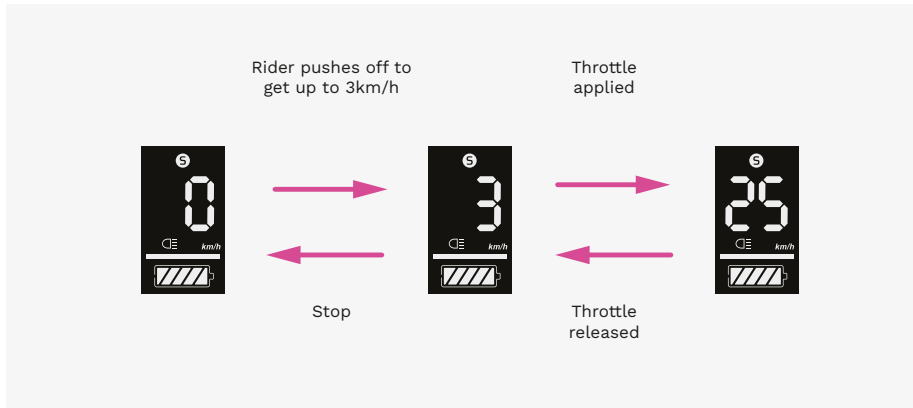 Rider pushes off to
get up to 3km/h
Throttle
applied
S
0
km/h
S
3
km/h
S
25
km/h
Stop
Throttle
released